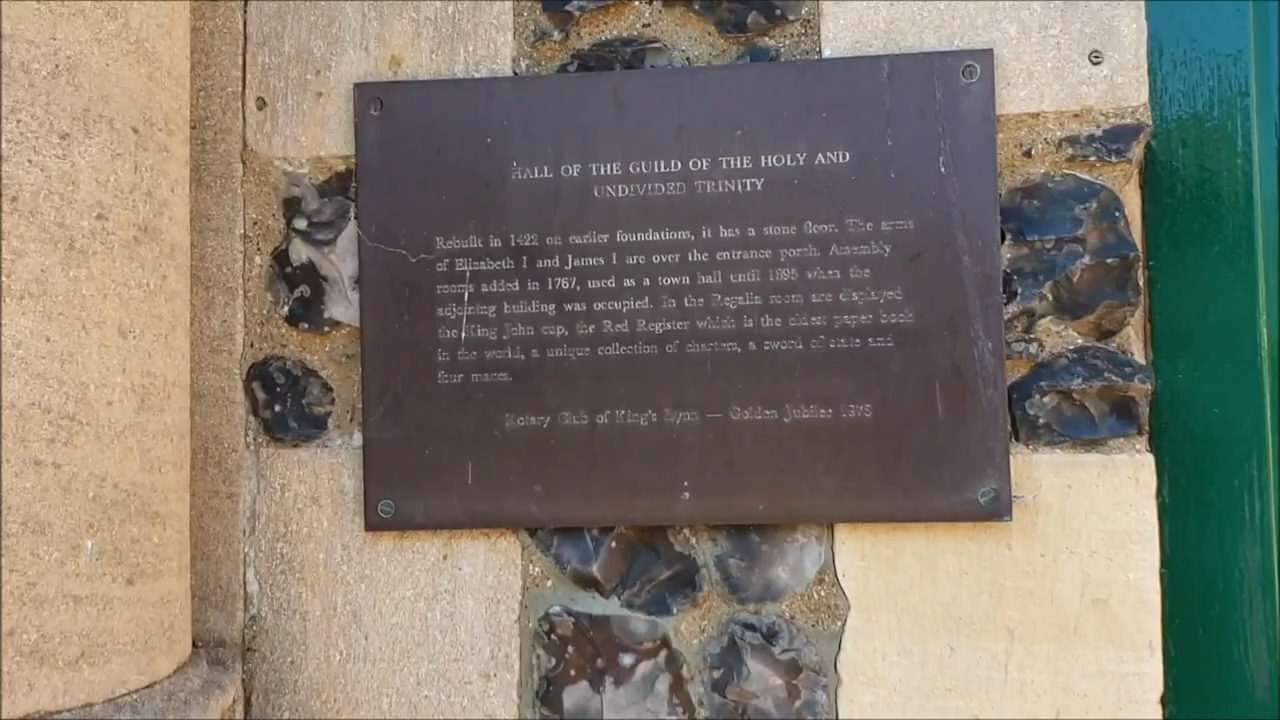 HALL OF THE GUILD OF THE HOLY AND
UNDIVIDED TRINITY
Rebuilt in 1422 on earlier foundations, it has a stone floor. The arms
of Elizabeth I and James I are over the entrance porch. Assembly
rooms added in 1767, used as a town hall until 1895 when the
adjoining building was occupied. In the Regalia room are displayed
the King John cup, the Red Register which is the oldest paper book
in the world, a unique collection of charters, a sword of state and
four maces.
Rotary Club of King's Lynn — Golden Jubilee